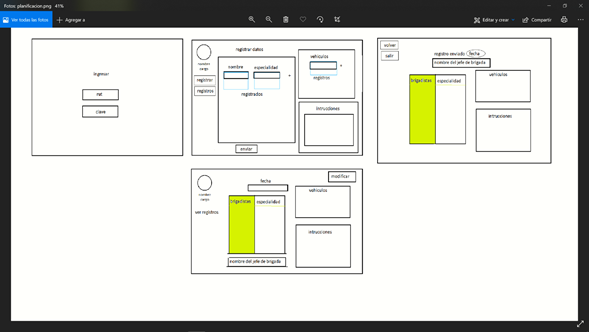 Fotos: planificacion.png 41%
Ver todas las fotos
Agregar a
Editar y crear
Compartir
Ingresar
rut
clave
registrar datos
nombre
cargo
registrar
registros
nombre
especialidad
+
registrados
enviar
vehiculos
+
registros
Intrucciones
volver
salir
registro enviado
fecha
nombre del jefe de brigada
brigadistas
especialidad
vehiculos
intrucciones
nombre
cargo
ver registros
fecha
modificar
brigadistas
especialidad
nombre del jefe de brigada
vehiculos
intrucciones